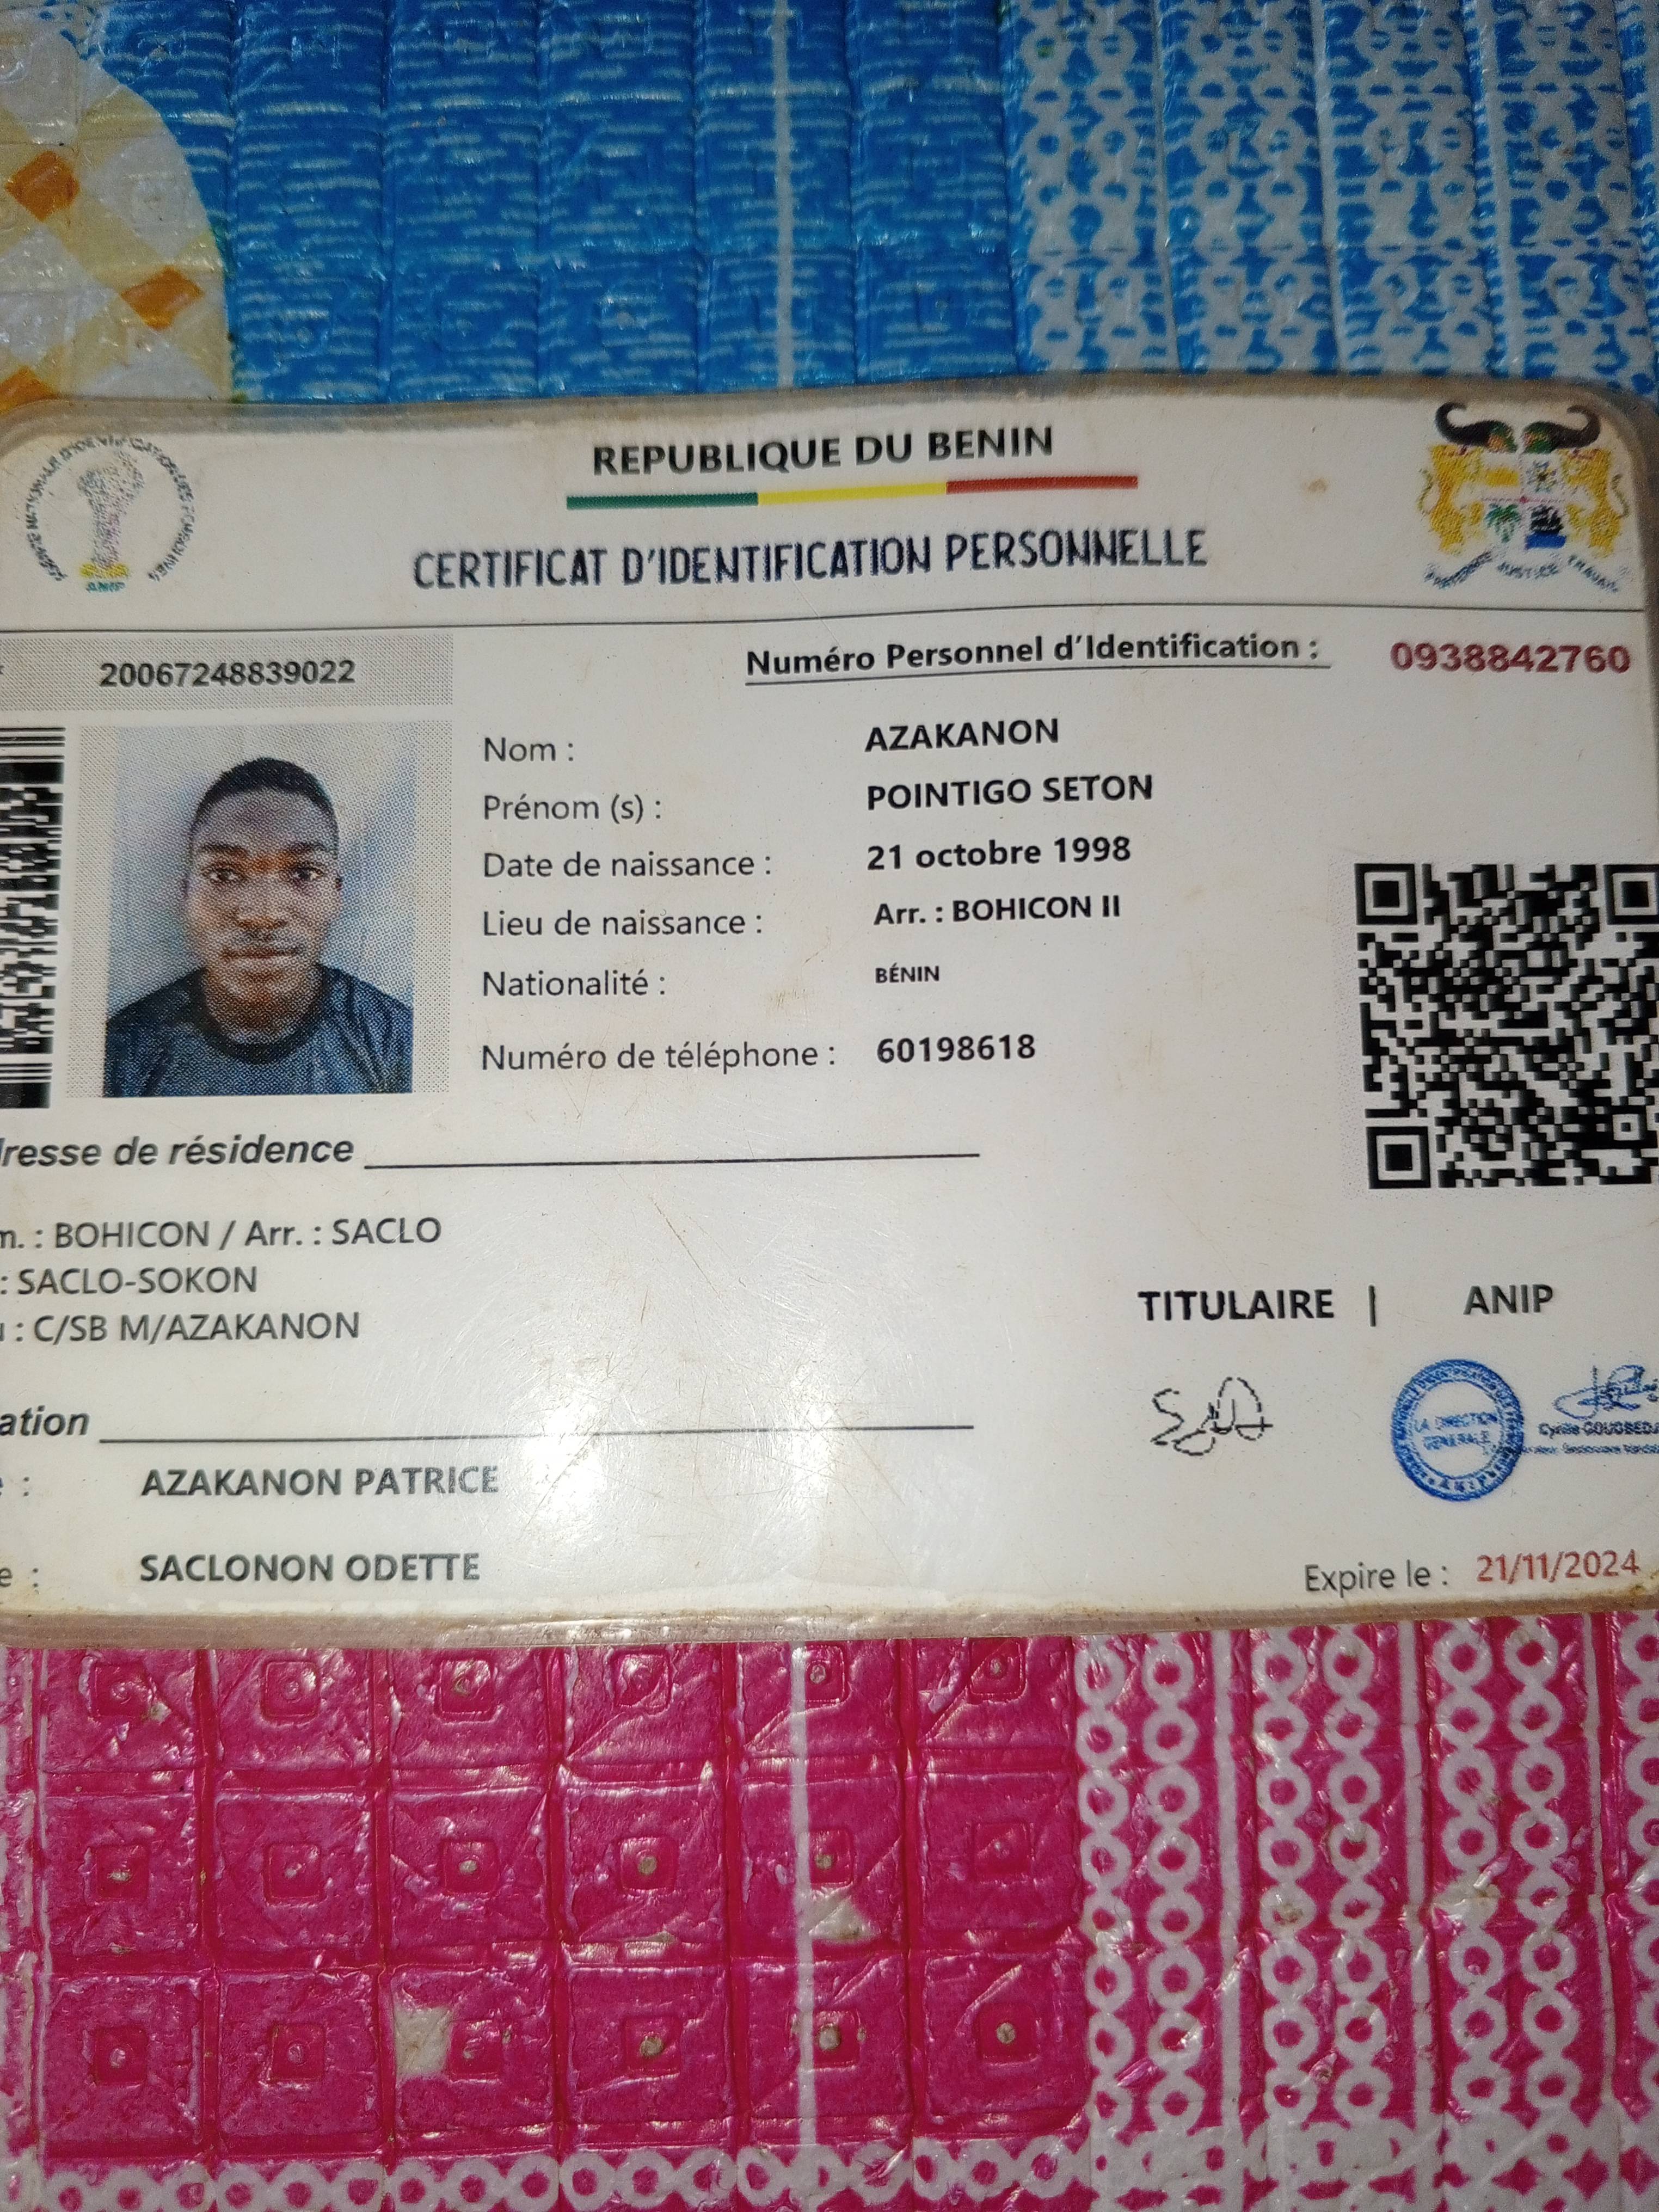 REPUBLIQUE DU BENIN
CERTIFICAT D'IDENTIFICATION PERSONNELLE
ANIP
JUSTICE TRAVAIL
20067248839022
Numéro Personnel d'Identification : 0938842760
Nom : AZAKANON
Prénom (s) : POINTIGO SETON
Date de naissance : 21 octobre 1998
Lieu de naissance : Arr. : BOHICON II
Nationalité : BÉNIN
Numéro de téléphone : 60198618
dresse de résidence
m. : BOHICON / Arr. : SACLO
: SACLO-SOKON
u : C/SB M/AZAKANON
TITULAIRE | ANIP
LA DIRECTION
GENERALE
ation
e : AZAKANON PATRICE
e : SACLONON ODETTE
Expire le : 21/11/2024